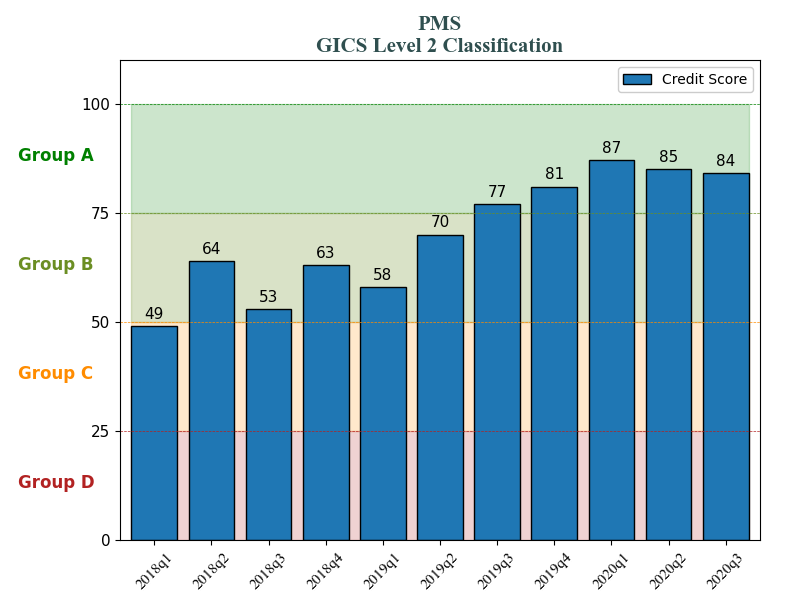 PMS
GICS Level 2 Classification
Credit Score
100
Group A
87
85
84
81
77
75
70
Group B
64
63
58
53
49
50
Group C
25
Group D
0
2018q1 2018q2 2018q3 2018q4 2019q1 2019q2 2019q3 2019q4 2020q1 2020q2 2020q3